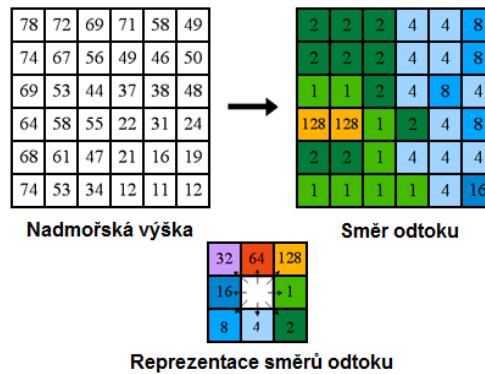 78 72 69 71 58 49
74 67 56 49 46 50
69 53 44 37 38 48
64 58 55 22 31 24
68 61 47 21 16 19
74 53 34 12 11 12
Nadmořská výška
2 2 2 4 4 8
2 2 2 4 4 8
1 1 2 4 8 4
128 128 1 2 4 8
2 2 1 4 4 4
1 1 1 1 4 16
Směr odtoku
32 64 128
16 1
8 4 2
Reprezentace směrů odtoku